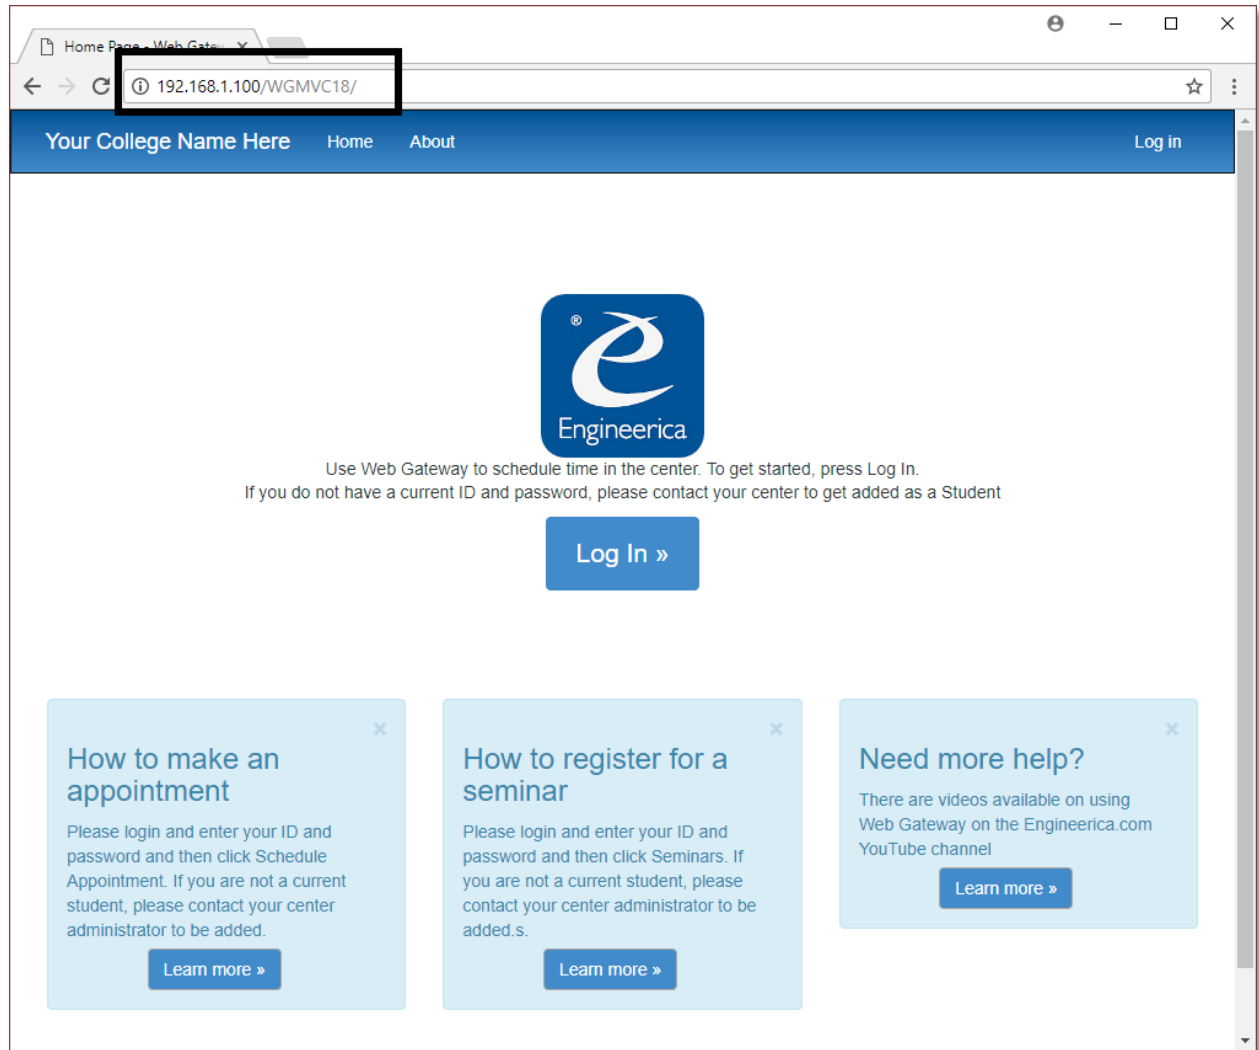 Home Page - Web Gatew
192.168.1.100/WGMVC18/
Your College Name Here Home About Log in
®
Engineerica
Use Web Gateway to schedule time in the center. To get started, press Log In.
If you do not have a current ID and password, please contact your center to get added as a Student
Log In »
How to make an
appointment
Please login and enter your ID and
password and then click Schedule
Appointment. If you are not a current
student, please contact your center
administrator to be added.
Learn more »
How to register for a
seminar
Please login and enter your ID and
password and then click Seminars. If
you are not a current student, please
contact your center administrator to be
added.s.
Learn more »
Need more help?
There are videos available on using
Web Gateway on the Engineerica.com
YouTube channel
Learn more »